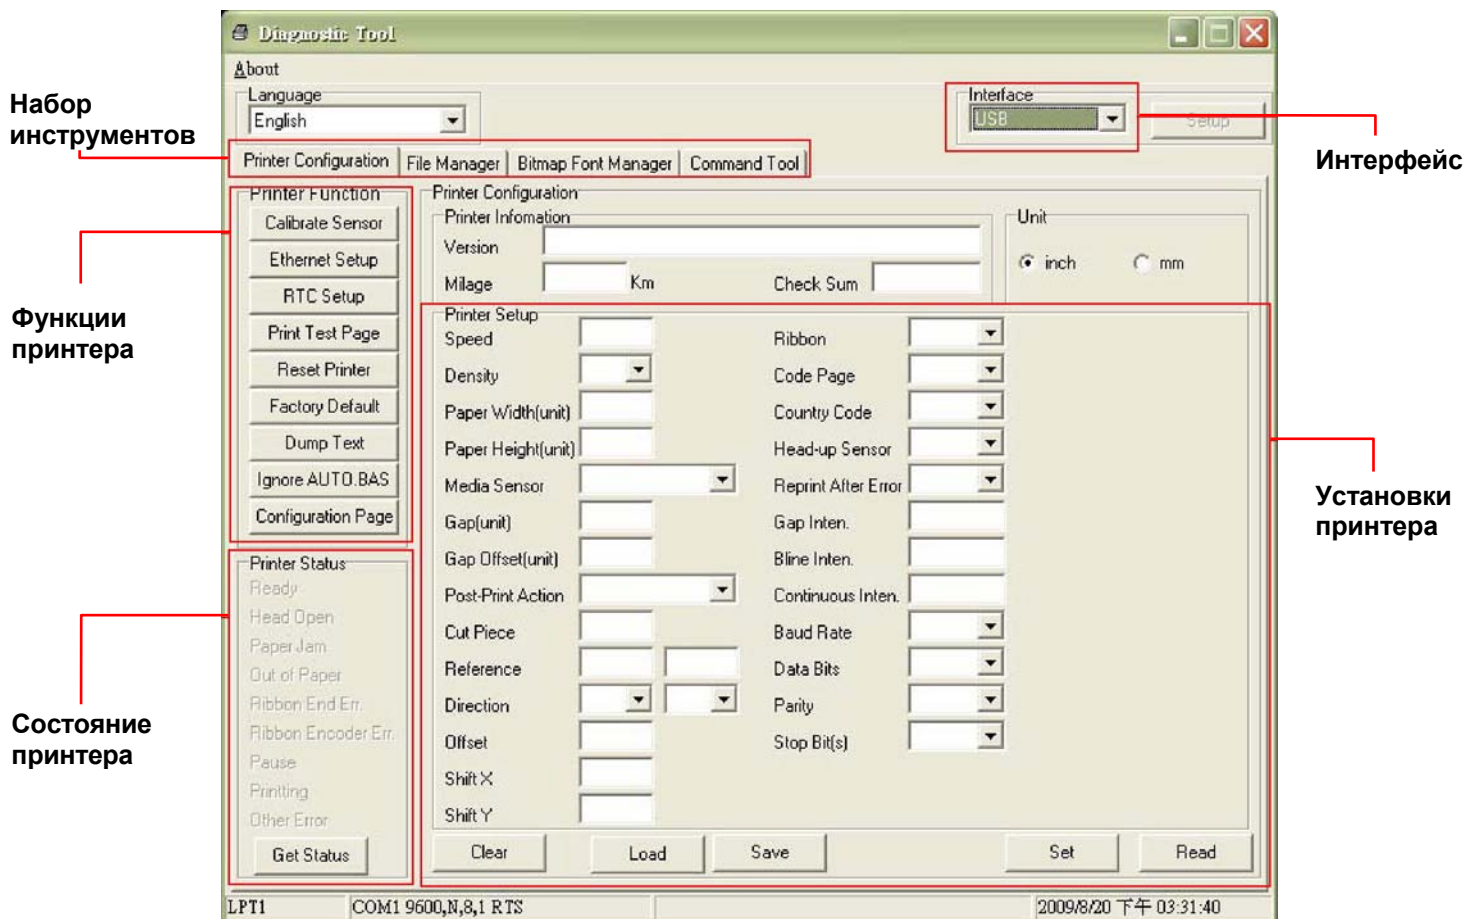 Diagnostic Tool
About
Language
English
Interface
USB
Setup
Набор
инструментов
Интерфейс
Printer Configuration
File Manager
Bitmap Font Manager
Command Tool
Printer Function
Calibrate Sensor
Ethernet Setup
RTC Setup
Print Test Page
Reset Printer
Factory Default
Dump Text
Ignore AUTO.BAS
Configuration Page
Функции
принтера
Printer Configuration
Printer Infomation
Version
Milage
Km
Check Sum
Unit
inch
mm
Printer Setup
Speed
Density
Paper Width(unit)
Paper Height(unit)
Media Sensor
Gap(unit)
Gap Offset(unit)
Post-Print Action
Cut Piece
Reference
Direction
Offset
Shift X
Shift Y
Ribbon
Code Page
Country Code
Head-up Sensor
Reprint After Error
Gap Inten.
Bline Inten.
Continuous Inten.
Baud Rate
Data Bits
Parity
Stop Bit(s)
Установки
принтера
Printer Status
Ready
Head Open
Paper Jam
Out of Paper
Ribbon End Err.
Ribbon Encoder Err.
Pause
Printting
Other Error
Get Status
Состояние
принтера
Clear
Load
Save
Set
Read
LPT1
COM1 9600,N,8,1 RTS
2009/8/20 下午 03:31:40